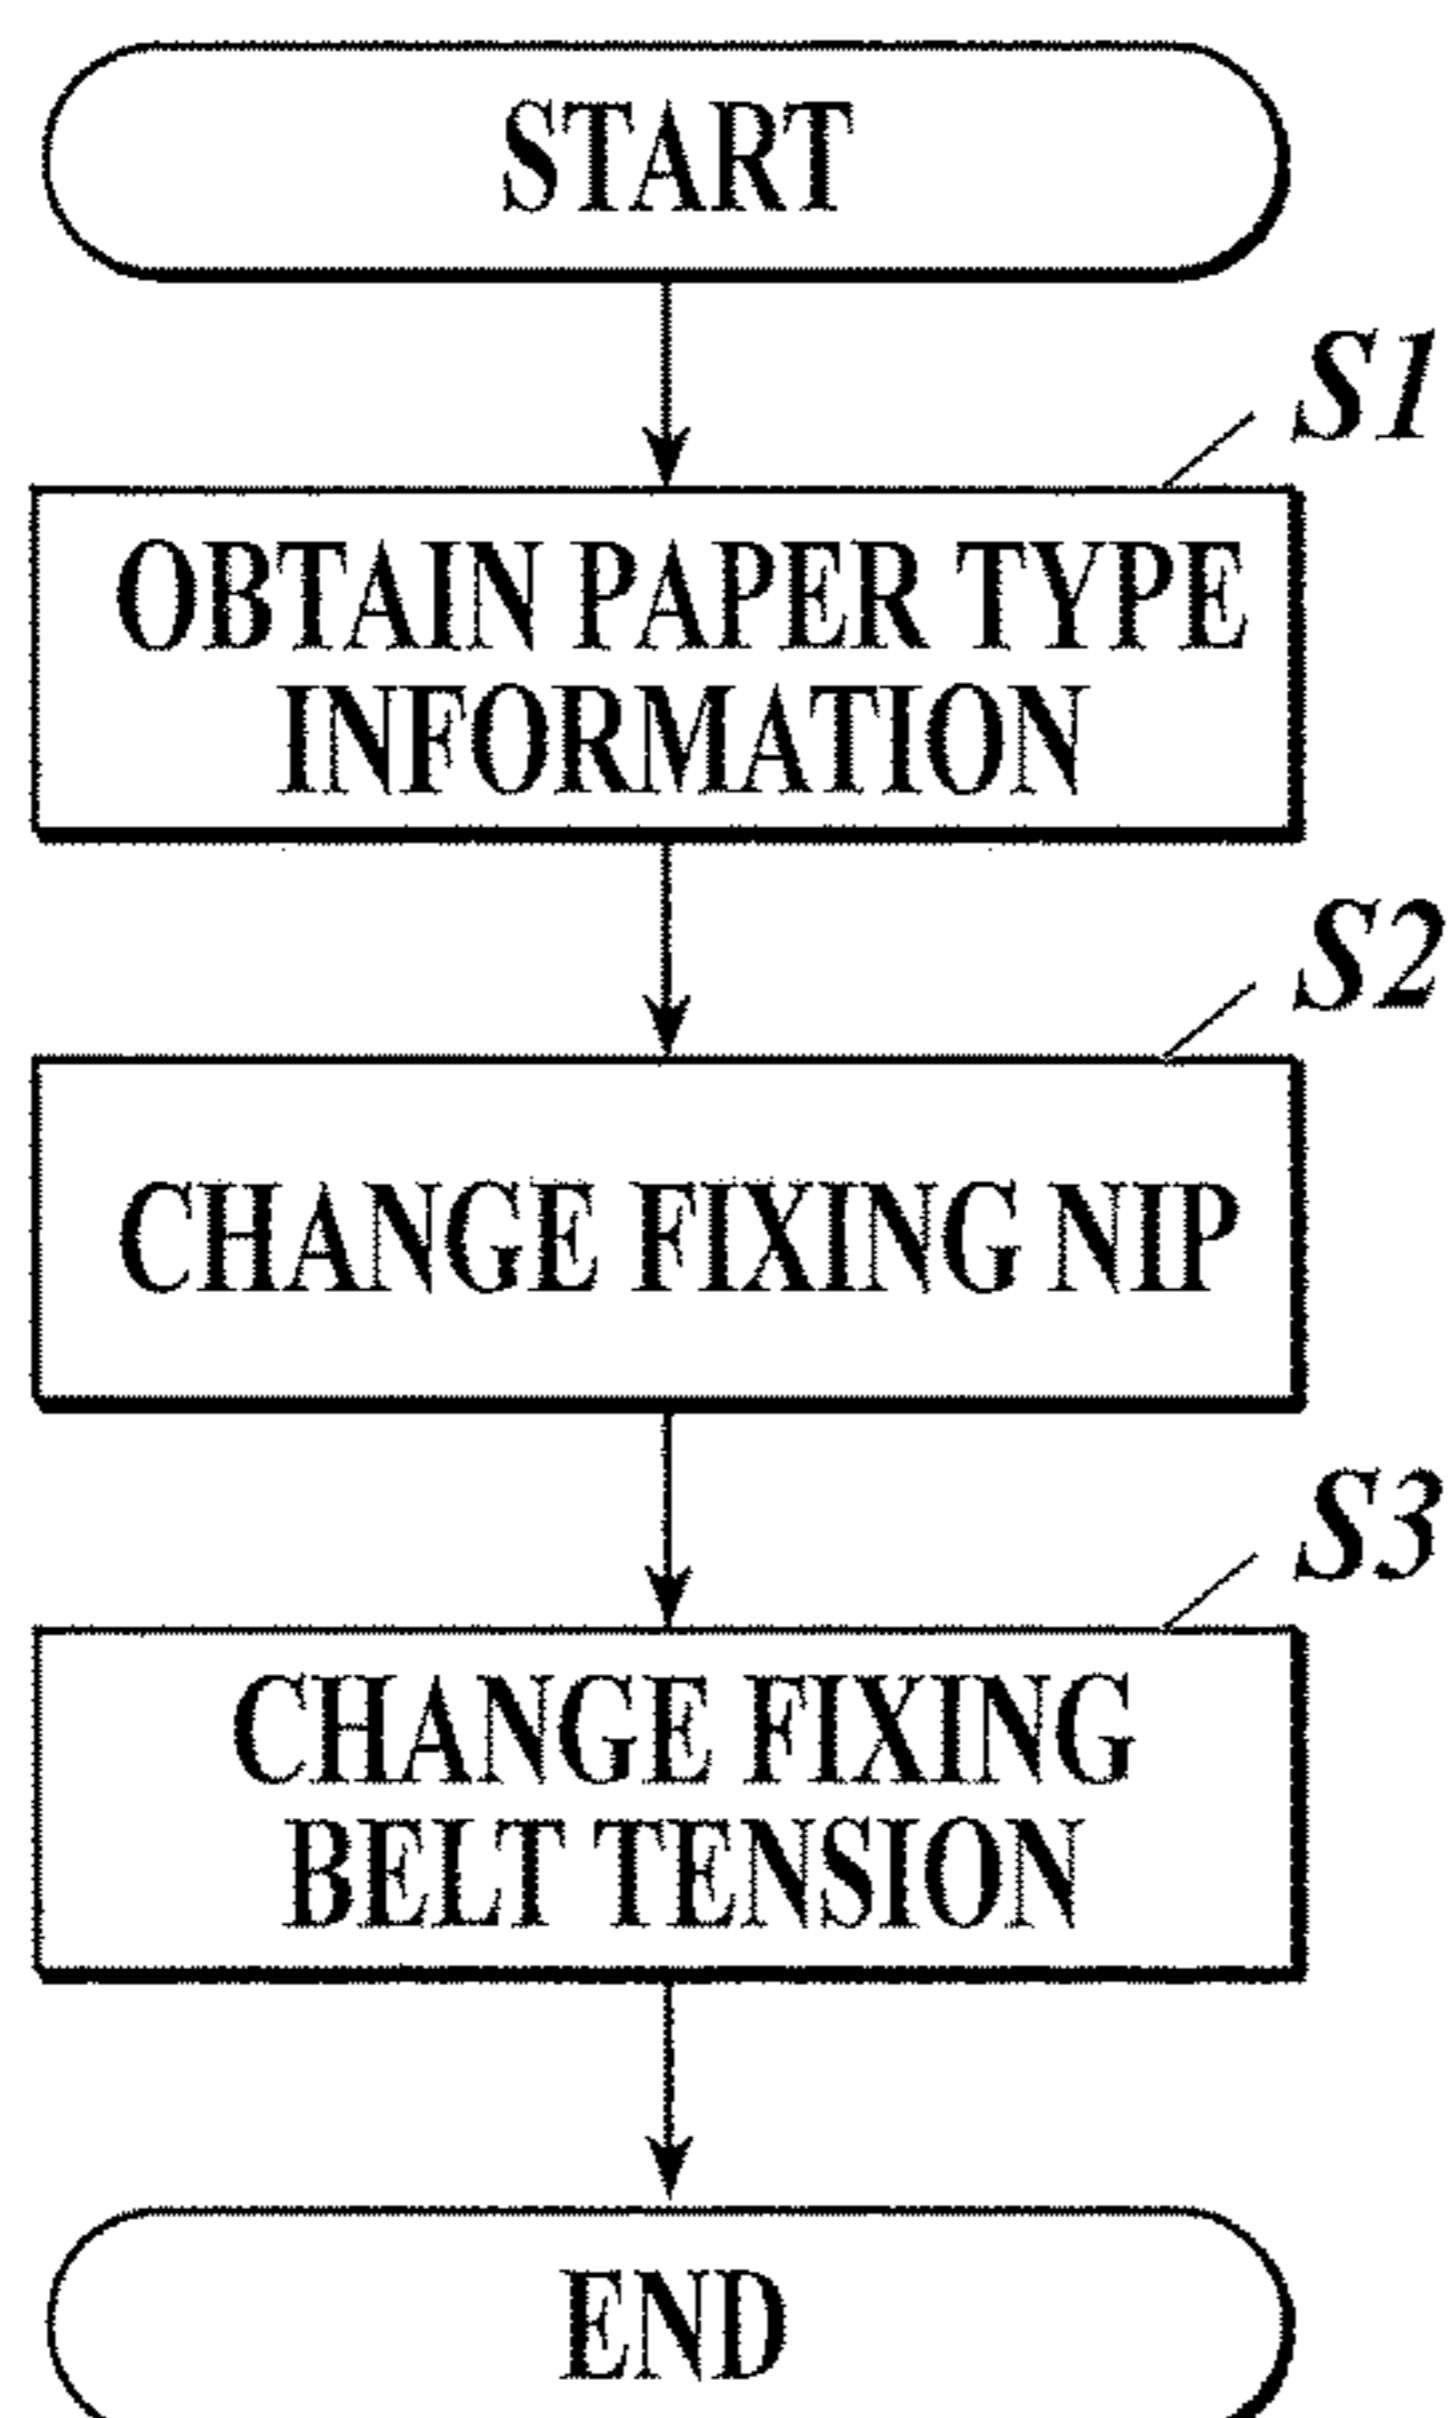 START
S1
OBTAIN PAPER TYPE
INFORMATION
S2
CHANGE FIXING NIP
S3
CHANGE FIXING
BELT TENSION
END